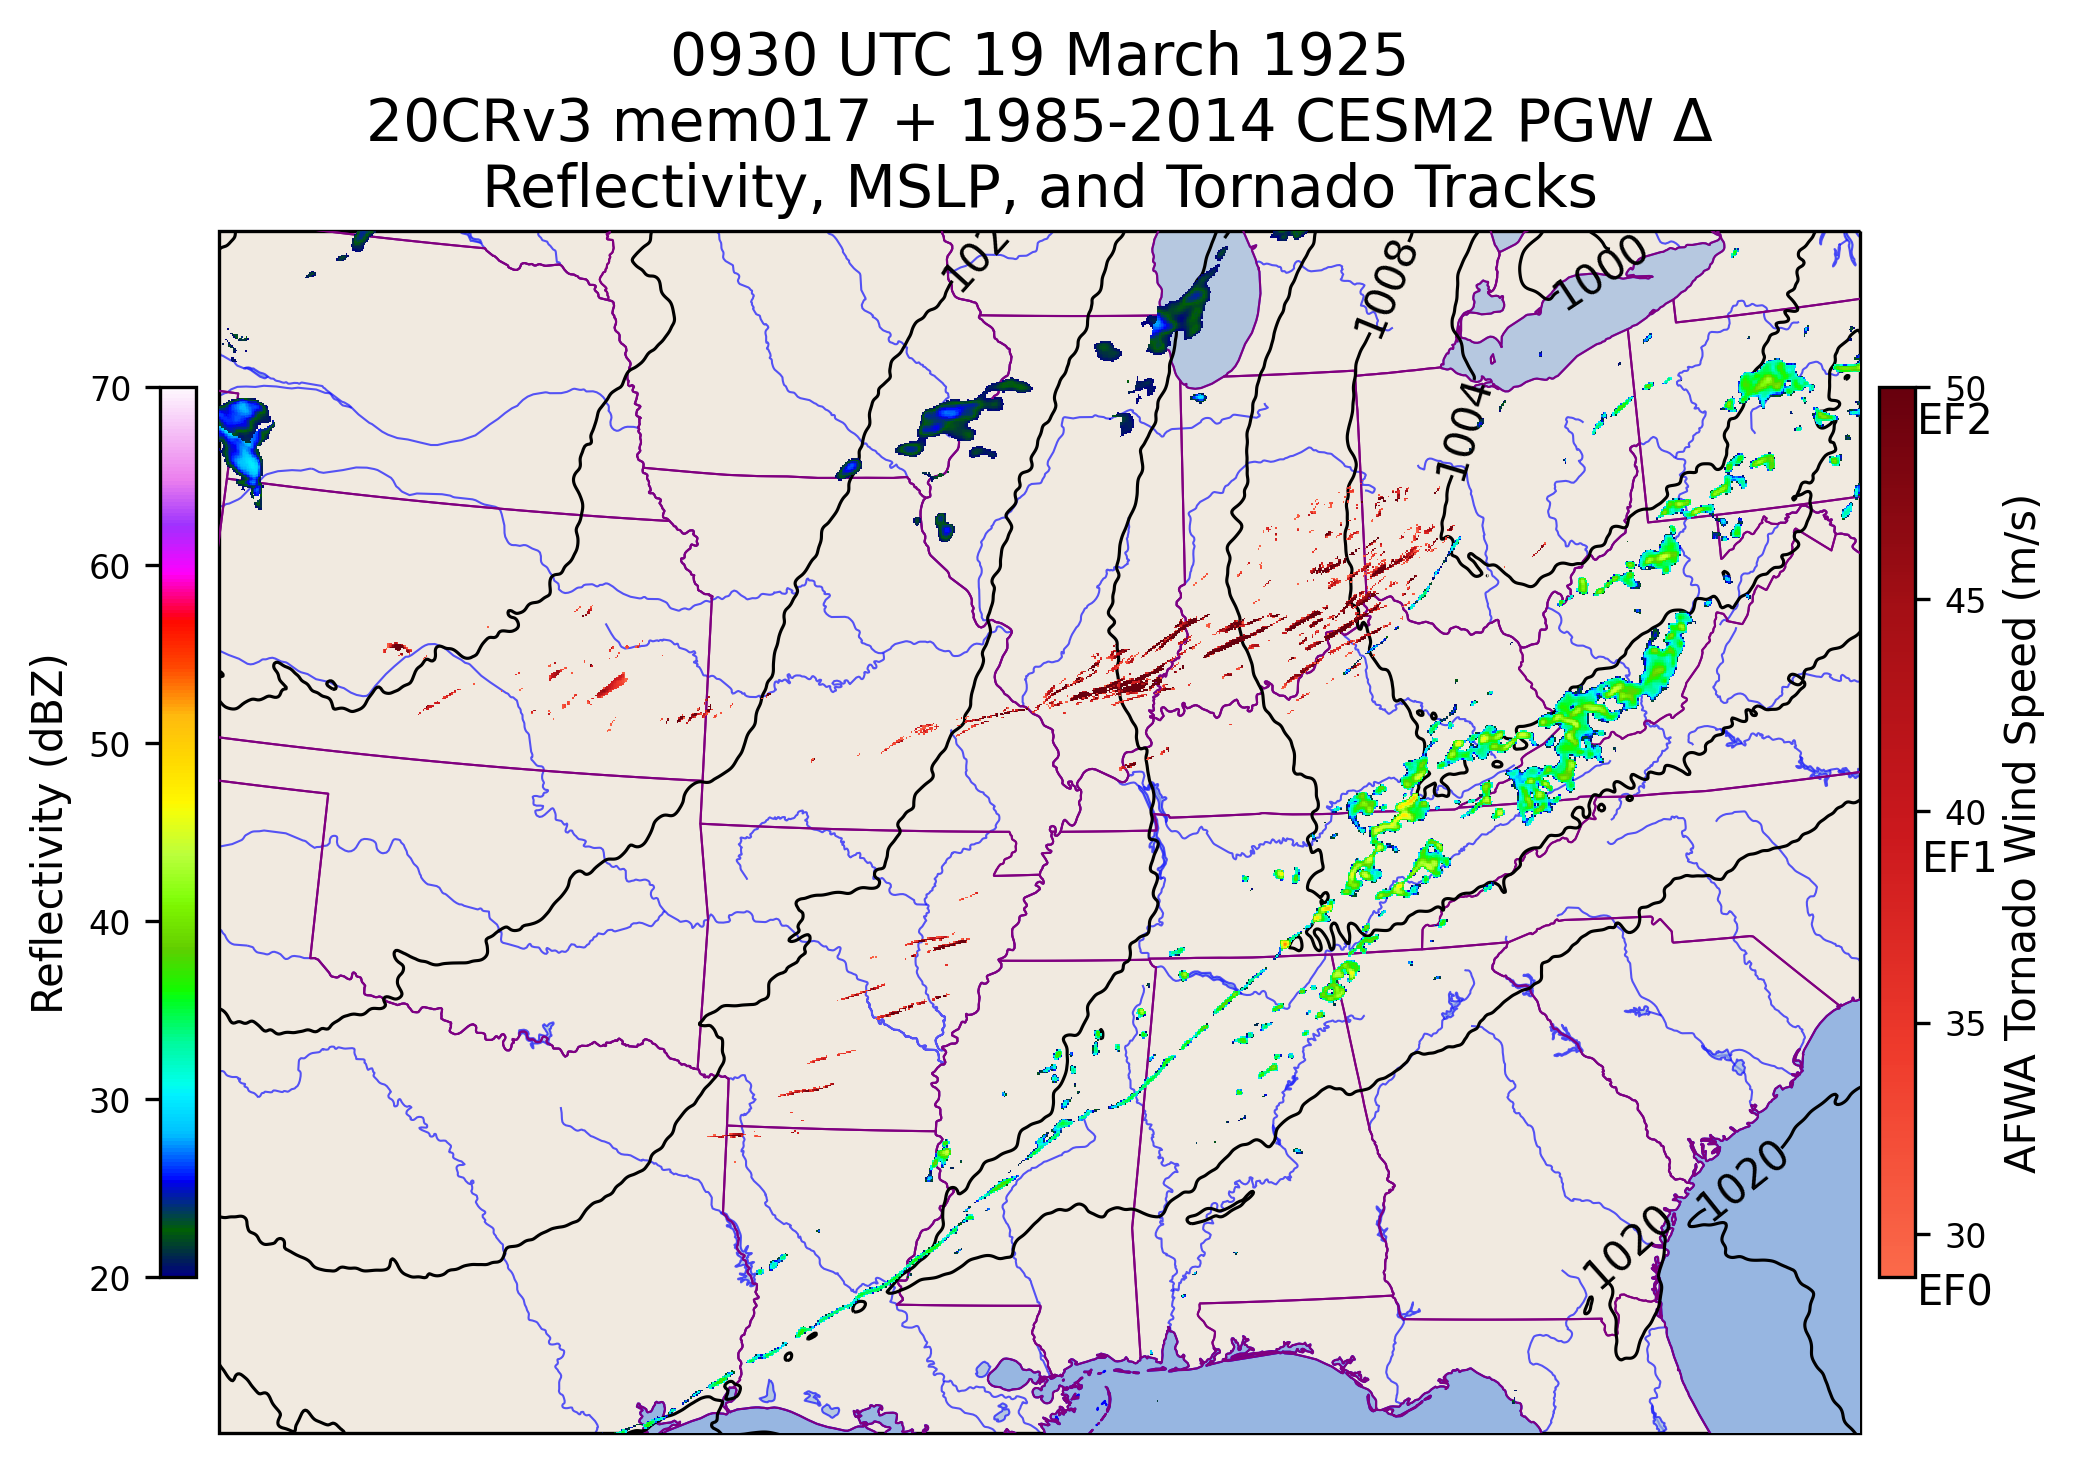 0930 UTC 19 March 1925
20CRv3 mem017 + 1985-2014 CESM2 PGW Δ
Reflectivity, MSLP, and Tornado Tracks
102
1008
1000
1004
1020
1020
70
60
50
40
30
20
Reflectivity (dBZ)
50
EF2
45
40
EF1
35
30
EF0
AFWA Tornado Wind Speed (m/s)